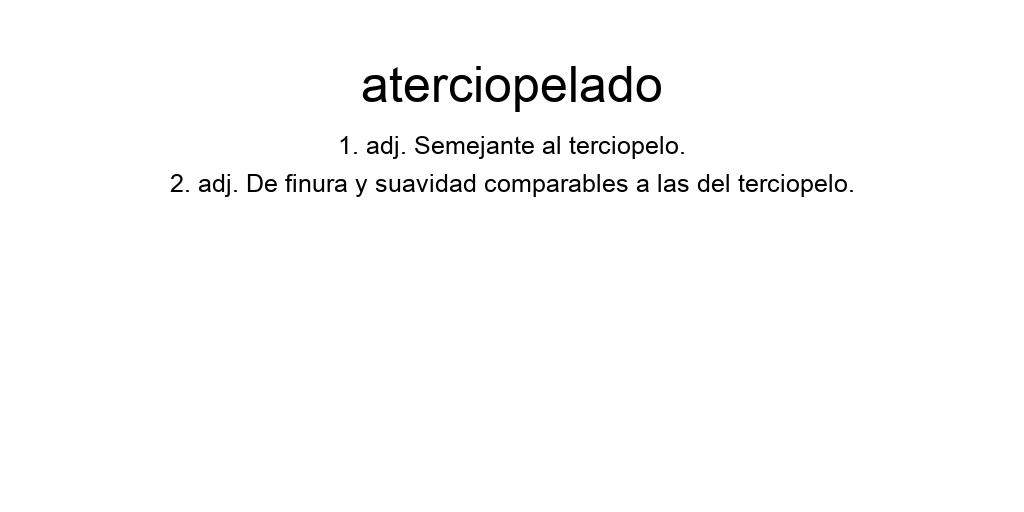 aterciopelado
1. adj. Semejante al terciopelo.
2. adj. De finura y suavidad comparables a las del terciopelo.